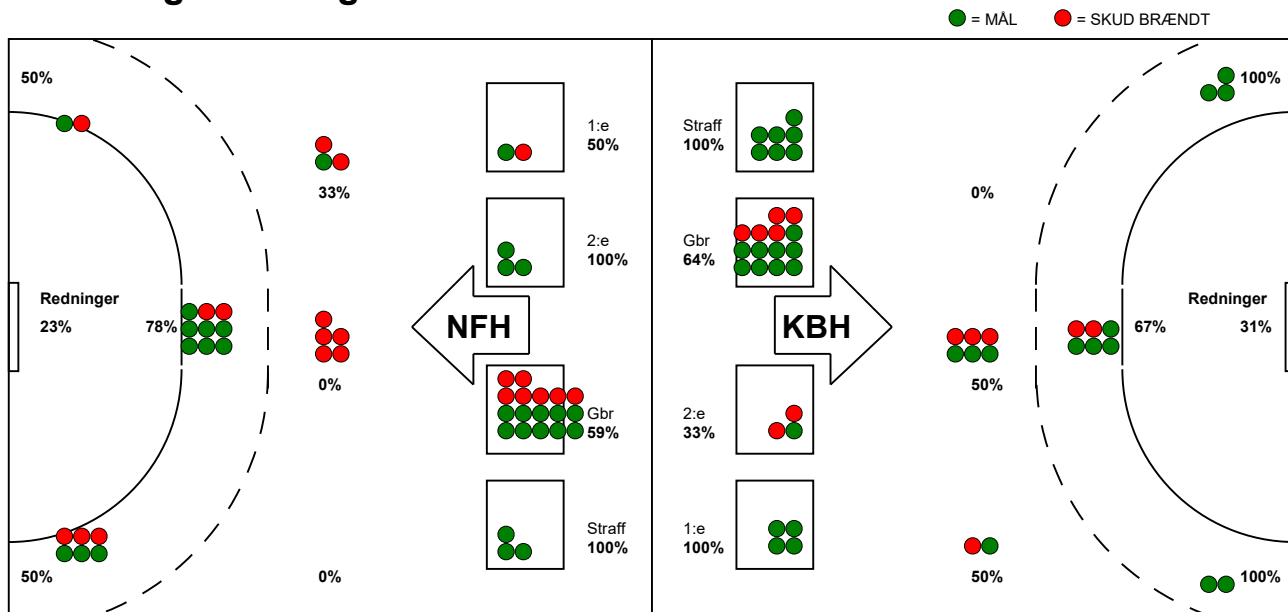 = MÅL = SKUD BRÆNDT
50%
1:e
50%
33%
2:e
100%
Redninger
23%
78%
NFH
0%
Gbr
59%
Straff
100%
50%
0%
Straff
100%
100%
0%
Gbr
64%
KBH
Redninger
67%
31%
50%
2:e
33%
1:e
100%
50%
100%